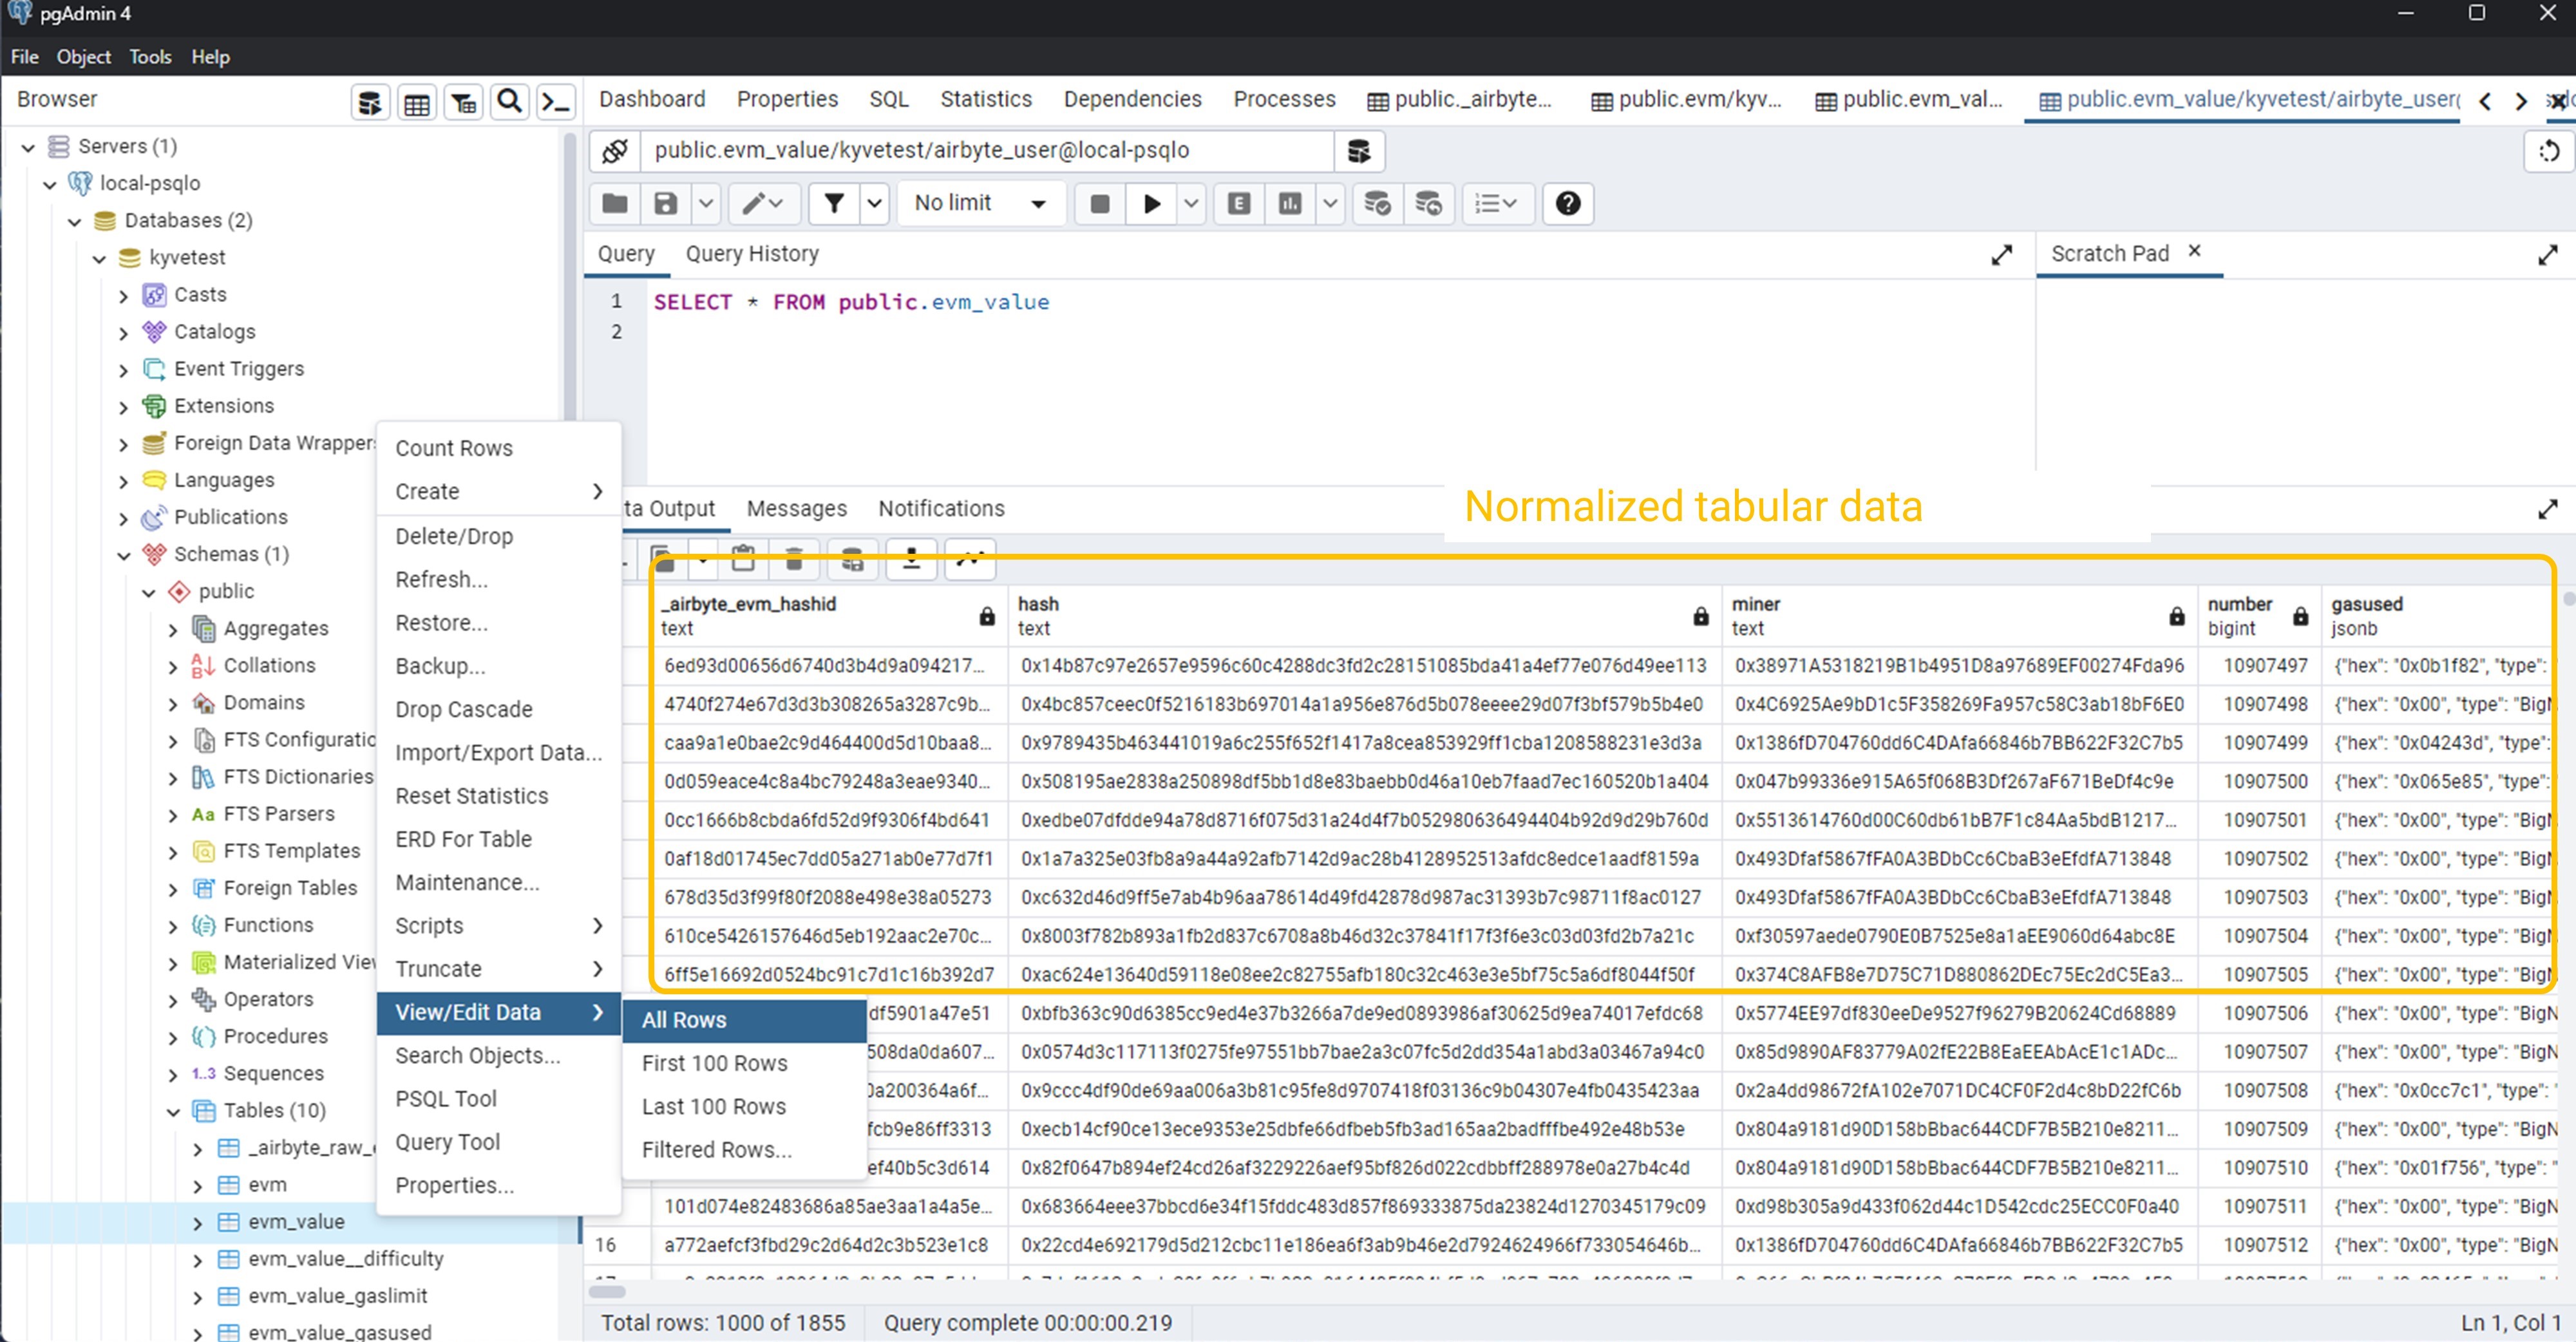 pgAdmin 4
File Object Tools Help
Browser
Dashboard Properties SQL Statistics Dependencies Processes public._airbyte... public.evm/kyv... public.evm_val... public.evm_value/kyvetest/airbyte_user(
Servers (1)
local-psqlo
Databases (2)
kyvetest
Casts
Catalogs
Event Triggers
Extensions
Foreign Data Wrapper
Languages
Publications
Schemas (1)
public
Aggregates
Collations
Domains
FTS Configuratio
FTS Dictionaries
Aa FTS Parsers
FTS Templates
Foreign Tables
Functions
Materialized Vie
Operators
Procedures
1..3 Sequences
Tables (10)
_airbyte_raw_
evm
evm_value
evm_value__difficulty
evm_value_gaslimit
evm_value_gasused
Count Rows
Create
Delete/Drop
Refresh...
Restore...
Backup...
Drop Cascade
Import/Export Data...
Reset Statistics
ERD For Table
Maintenance...
Scripts
Truncate
View/Edit Data
Search Objects...
PSQL Tool
Query Tool
Properties...
All Rows
First 100 Rows
Last 100 Rows
Filtered Rows...
public.evm_value/kyvetest/airbyte_user@local-psqlo
No limit
E
Query Query History
Scratch Pad
1 SELECT * FROM public.evm_value
2
ta Output Messages Notifications
Normalized tabular data
_airbyte_evm_hashid hash miner number gasused
text text text bigint jsonb
6ed93d00656d6740d3b4d9a094217... 0x14b87c97e2657e9596c60c4288dc3fd2c28151085bda41a4ef77e076d49ee113 0x38971A5318219B1b4951D8a97689EF00274Fda96 10907497 {"hex": "0x0b1f82", "type":
4740f274e67d3d3b308265a3287c9b... 0x4bc857ceec0f5216183b697014a1a956e876d5b078eeee29d07f3bf579b5b4e0 0x4C6925Ae9bD1c5F358269Fa957c58C3ab18bF6E0 10907498 {"hex": "0x00", "type": "Big
caa9a1e0bae2c9d464400d5d10baa8... 0x9789435b463441019a6c255f652f1417a8cea853929ff1cba1208588231e3d3a 0x1386fD704760dd6C4DAfa66846b7BB622F32C7b5 10907499 {"hex": "0x04243d", "type":
0d059eace4c8a4bc79248a3eae9340... 0x508195ae2838a250898df5bb1d8e83baebb0d46a10eb7faad7ec160520b1a404 0x047b99336e915A65f068B3Df267aF671BeDf4c9e 10907500 {"hex": "0x065e85", "type":
0cc1666b8cbda6fd52d9f9306f4bd641 0xedbe07dfdde94a78d8716f075d31a24d4f7b052980636494404b92d9d29b760d 0x5513614760d00C60db61bB7F1c84Aa5bdB1217... 10907501 {"hex": "0x00", "type": "Big
0af18d01745ec7dd05a271ab0e77d7f1 0x1a7a325e03fb8a9a44a92afb7142d9ac28b4128952513afdc8edce1aadf8159a 0x493Dfaf5867fFA0A3BDbCc6CbaB3eEfdfA713848 10907502 {"hex": "0x00", "type": "Big
678d35d3f99f80f2088e498e38a05273 0xc632d46d9ff5e7ab4b96aa78614d49fd42878d987ac31393b7c98711f8ac0127 0x493Dfaf5867fFA0A3BDbCc6CbaB3eEfdfA713848 10907503 {"hex": "0x00", "type": "Big
610ce5426157646d5eb192aac2e70c... 0x8003f782b893a1fb2d837c6708a8b46d32c37841f17f3f6e3c03d03fd2b7a21c 0xf30597aede0790E0B7525e8a1aEE9060d64abc8E 10907504 {"hex": "0x00", "type": "Big
6ff5e16692d0524bc91c7d1c16b392d7 0xac624e13640d59118e08ee2c82755afb180c32c463e3e5bf75c5a6df8044f50f 0x374C8AFB8e7D75C71D880862DEc75Ec2dC5Ea3... 10907505 {"hex": "0x00", "type": "Big
df5901a47e51 0xbfb363c90d6385cc9ed4e37b3266a7de9ed0893986af30625d9ea74017efdc68 0x5774EE97df830eeDe9527f96279B20624Cd68889 10907506 {"hex": "0x00", "type": "BigN
508da0da607... 0x0574d3c117113f0275fe97551bb7bae2a3c07fc5d2dd354a1abd3a03467a94c0 0x85d9890AF83779A02fE22B8EaEEAbAcE1c1ADc... 10907507 {"hex": "0x00", "type": "BigN
0a200364a6f... 0x9ccc4df90de69aa006a3b81c95fe8d9707418f03136c9b04307e4fb0435423aa 0x2a4dd98672fA102e7071DC4CF0F2d4c8bD22fC6b 10907508 {"hex": "0x0cc7c1", "type":
fcb9e86ff3313 0xecb14cf90ce13ece9353e25dbfe66dfbeb5fb3ad165aa2badfffbe492e48b53e 0x804a9181d90D158bBbac644CDF7B5B210e8211... 10907509 {"hex": "0x00", "type": "BigN
ef40b5c3d614 0x82f0647b894ef24cd26af3229226aef95bf826d022cdbbff288978e0a27b4c4d 0x804a9181d90D158bBbac644CDF7B5B210e8211... 10907510 {"hex": "0x01f756", "type":
101d074e82483686a85ae3aa1a4a5e... 0x683664eee37bbcd6e34f15fddc483d857f869333875da23824d1270345179c09 0xd98b305a9d433f062d44c1D542cdc25ECC0F0a40 10907511 {"hex": "0x00", "type": "BigN
16 a772aefcf3fbd29c2d64d2c3b523e1c8 0x22cd4e692179d5d212cbc11e186ea6f3ab9b46e2d7924624966f733054646b... 0x1386fD704760dd6C4DAfa66846b7BB622F32C7b5 10907512 {"hex": "0x00", "type": "BigN
Total rows: 1000 of 1855 Query complete 00:00:00.219 Ln 1, Col 1